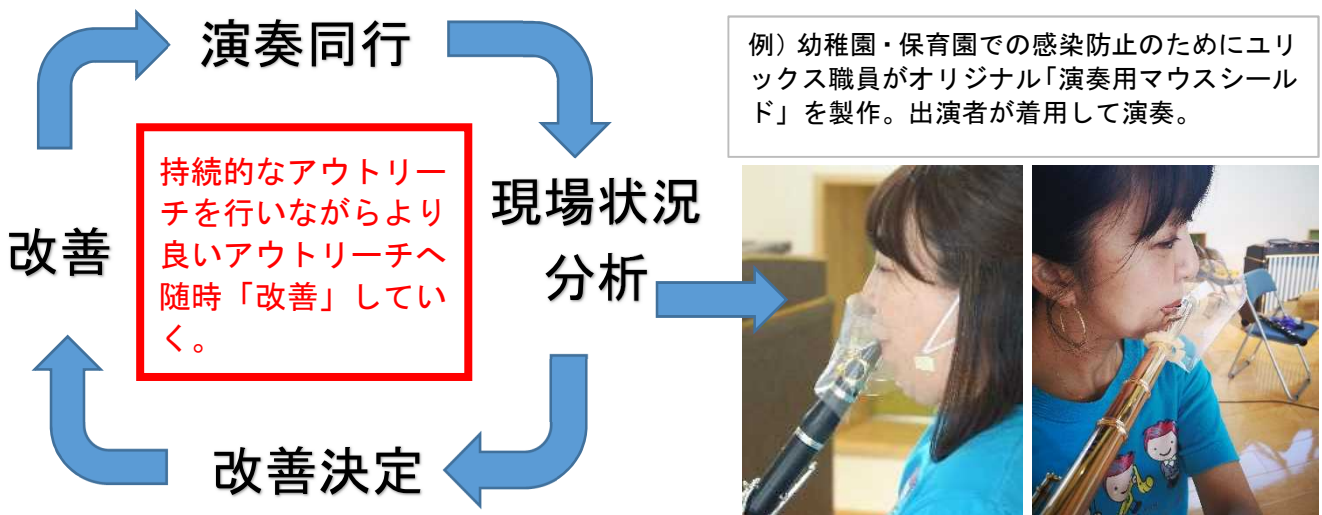 演奏同行
例）幼稚園・保育園での感染防止のためにユリ
ックス職員がオリジナル「演奏用マウスシール
ド」を製作。出演者が着用して演奏。
持続的なアウトリー
チを行いながらより
良いアウトリーチへ
随時「改善」してい
く。
現場状況
分析
改善
改善決定